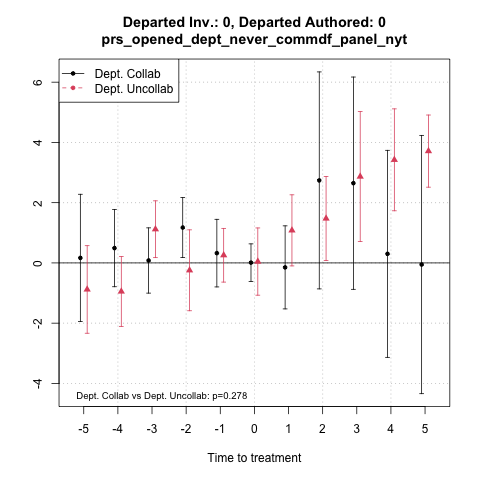 Departed Inv.: 0, Departed Authored: 0
prs_opened_dept_never_commdf_panel_nyt
Dept. Collab
Dept. Uncollab
6
4
2
0
-2
-4
Dept. Collab vs Dept. Uncollab: p=0.278
-5 -4 -3 -2 -1 0 1 2 3 4 5
Time to treatment